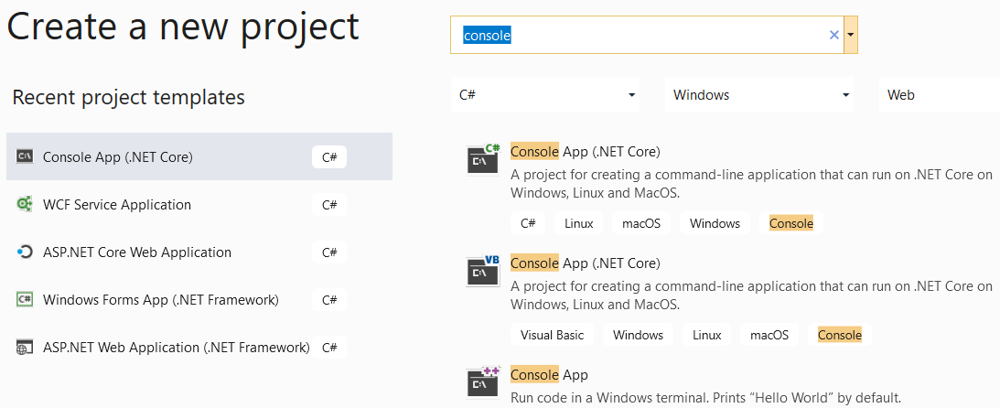 Create a new project
console
Recent project templates
C#
Windows
Web
Console App (.NET Core)
C#
WCF Service Application
C#
ASP.NET Core Web Application
C#
Windows Forms App (.NET Framework)
C#
ASP.NET Web Application (.NET Framework)
C#
C#
Console App (.NET Core)
A project for creating a command-line application that can run on .NET Core on
Windows, Linux and MacOS.
C#
Linux
macOS
Windows
Console
VB
Console App (.NET Core)
A project for creating a command-line application that can run on .NET Core on
Windows, Linux and MacOS.
Visual Basic
Windows
Linux
macOS
Console
++
Console App
Run code in a Windows terminal. Prints "Hello World" by default.